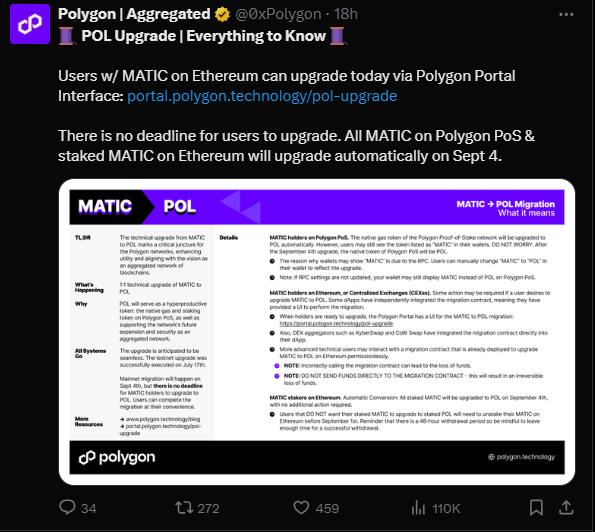 Polygon | Aggregated @0xPolygon · 18h
POL Upgrade | Everything to Know
Users w/ MATIC on Ethereum can upgrade today via Polygon Portal
Interface: portal.polygon.technology/pol-upgrade
There is no deadline for users to upgrade. All MATIC on Polygon PoS &
staked MATIC on Ethereum will upgrade automatically on Sept 4.
MATIC POL
MATIC → POL Migration
What it means
TL;DR
The technical upgrade from MATIC
to POL marks a critical juncture for
the Polygon networks, enhancing
utility and aligning with the vision as
an aggregated network of
blockchains.
What's
Happening
1:1 technical upgrade of MATIC to
POL
Why
POL will serve as a hyperproductive
token: the native gas and staking
token on Polygon PoS, as well as
supporting the network's future
expansion and security as an
aggregated network.
All Systems
Go
The upgrade is anticipated to be
seamless. The testnet upgrade was
successfully executed on July 17th.
Mainnet migration will happen on
Sept 4th, but there is no deadline
for MATIC holders to upgrade to
POL. Users can complete the
migration at their convenience.
More
Resources
→ www.polygon.technology/blog
→ portal.polygon.technology/pol-
upgrade
Details
MATIC holders on Polygon PoS. The native gas token of the Polygon Proof-of-Stake network will be upgraded to
POL automatically. However, users may still see the token listed as "MATIC" in their wallets. DO NOT WORRY. After
the September 4th upgrade, the native token of Polygon PoS will be POL.
The reason why wallets may show "MATIC" is due to the RPC. Users can manually change "MATIC" to "POL" in
their wallet to reflect the upgrade.
Note: If RPC settings are not updated, your wallet may still display MATIC instead of POL on Polygon PoS.
MATIC holders on Ethereum, or Centralized Exchanges (CEXes). Some action may be required if a user desires to
upgrade MATIC to POL. Some dApps have independently integrated the migration contract, meaning they have
provided a UI to perform the migration.
When holders are ready to upgrade, the Polygon Portal has a UI for the MATIC to POL migration:
https://portal.polygon.technology/pol-upgrade
Also, DEX aggregators such as KyberSwap and CoW Swap have integrated the migration contract directly into
their dApp.
More advanced technical users may interact with a migration contract that is already deployed to upgrade
MATIC to POL on Ethereum permissionlessly.
NOTE: Incorrectly calling the migration contract can lead to the loss of funds.
NOTE: DO NOT SEND FUNDS DIRECTLY TO THE MIGRATION CONTRACT - this will result in an irreversible
loss of funds.
MATIC stakers on Ethereum. Automatic Conversion: All staked MATIC will be upgraded to POL on September 4th,
with no additional action required.
Users that DO NOT want their staked MATIC to upgrade to staked POL will need to unstake their MATIC on
Ethereum before September 1st. Reminder that there is a 48-hour withdrawal period so be mindful to leave
enough time for a successful withdrawal.
polygon
polygon.technology
34 272 459 110K